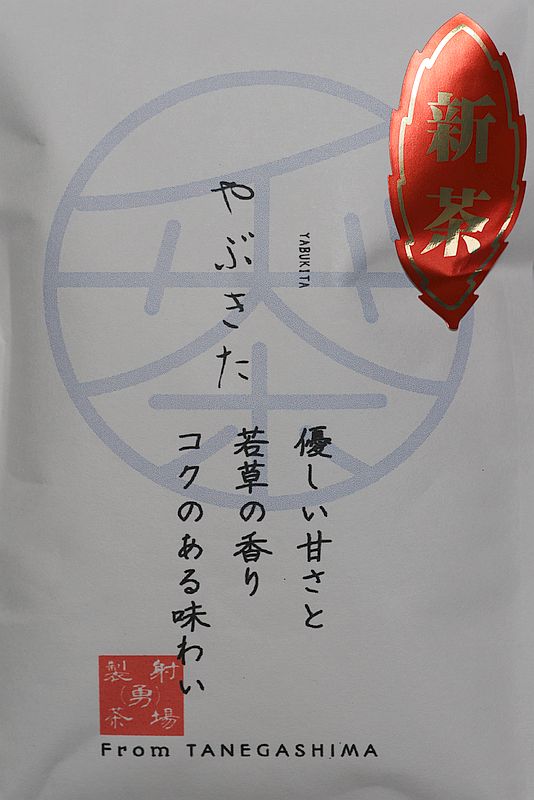 新茶
やぶきた
YABUKITA
優しい甘さと
若草の香り
コクのある味わい
射場
勇
製茶
From TANEGASHIMA